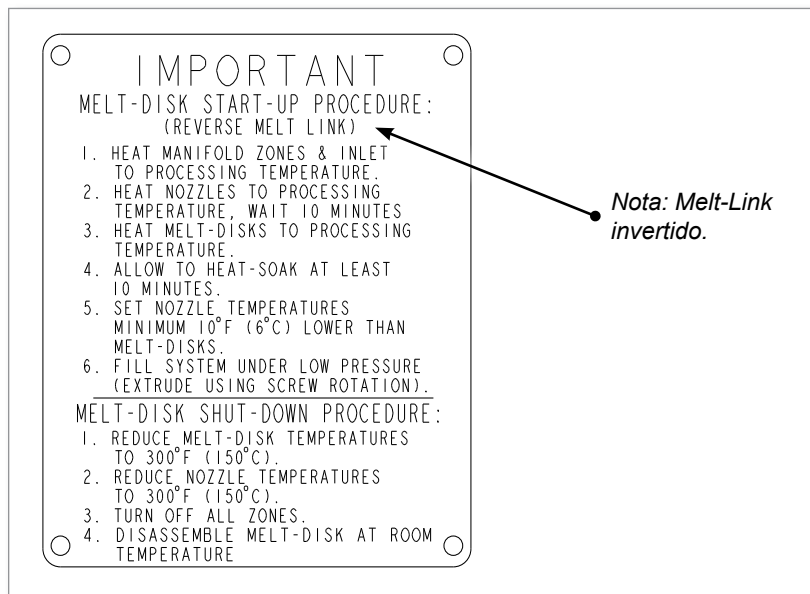 IMPORTANT
MELT-DISK START-UP PROCEDURE:
(REVERSE MELT LINK)
1. HEAT MANIFOLD ZONES & INLET
TO PROCESSING TEMPERATURE.
2. HEAT NOZZLES TO PROCESSING
TEMPERATURE, WAIT 10 MINUTES
3. HEAT MELT-DISKS TO PROCESSING
TEMPERATURE.
4. ALLOW TO HEAT-SOAK AT LEAST
10 MINUTES.
5. SET NOZZLE TEMPERATURES
MINIMUM 10°F (6°C) LOWER THAN
MELT-DISKS.
6. FILL SYSTEM UNDER LOW PRESSURE
(EXTRUDE USING SCREW ROTATION).
MELT-DISK SHUT-DOWN PROCEDURE:
1. REDUCE MELT-DISK TEMPERATURES
TO 300°F (150°C).
2. REDUCE NOZZLE TEMPERATURES
TO 300°F (150°C).
3. TURN OFF ALL ZONES.
4. DISASSEMBLE MELT-DISK AT ROOM
TEMPERATURE
Nota: Melt-Link
invertido.